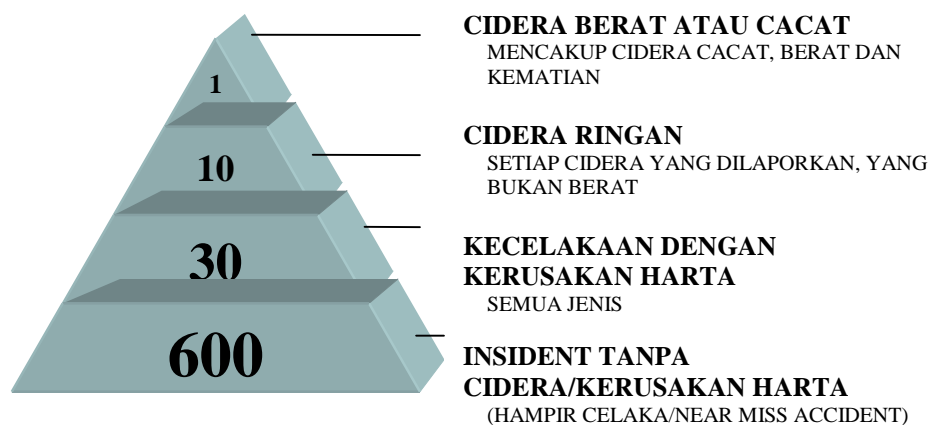 CIDERA BERAT ATAU CACAT
MENCAKUP CIDERA CACAT, BERAT DAN
KEMATIAN
1
CIDERA RINGAN
SETIAP CIDERA YANG DILAPORKAN, YANG
BUKAN BERAT
10
KECELAKAAN DENGAN
KERUSAKAN HARTA
SEMUA JENIS
30
INSIDENT TANPA
CIDERA/KERUSAKAN HARTA
(HAMPIR CELAKA/NEAR MISS ACCIDENT)
600